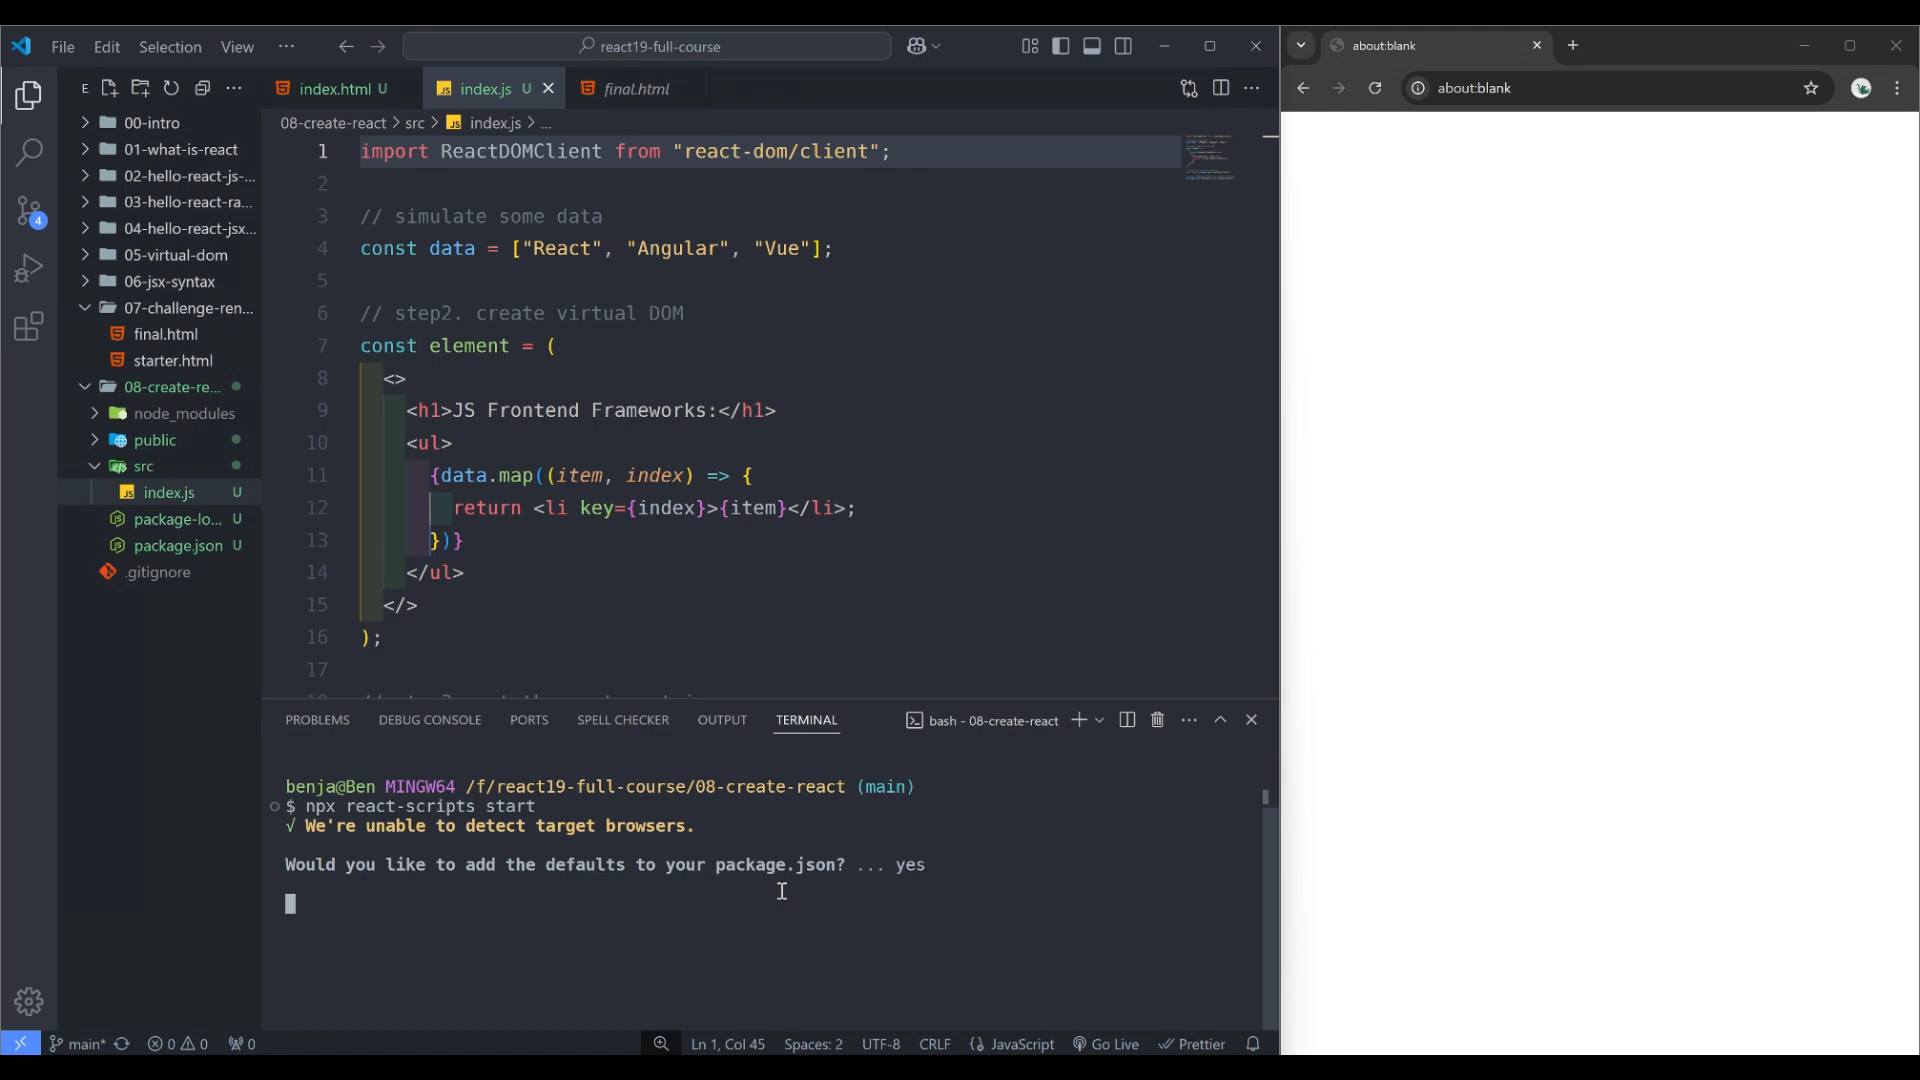 File Edit Selection View ··· react19-full-course
about:blank
about:blank
E
00-intro
01-what-is-react
02-hello-react-js-...
03-hello-react-ra...
04-hello-react-jsx...
05-virtual-dom
06-jsx-syntax
07-challenge-ren...
final.html
starter.html
08-create-re...
node_modules
public
src
index.js U
package-lo... U
package.json U
.gitignore
4
index.html U index.js U final.html
08-create-react > src > index.js > ...
1 import ReactDOMClient from "react-dom/client";
2
3 // simulate some data
4 const data = ["React", "Angular", "Vue"];
5
6 // step2. create virtual DOM
7 const element = (
8 <>
9 <h1>JS Frontend Frameworks:</h1>
10 <ul>
11 {data.map((item, index) => {
12 return <li key={index}>{item}</li>;
13 })}
14 </ul>
15 </>
16 );
17
PROBLEMS DEBUG CONSOLE PORTS SPELL CHECKER OUTPUT TERMINAL bash - 08-create-react
benja@Ben MINGW64 /f/react19-full-course/08-create-react (main)
$ npx react-scripts start
√ We're unable to detect target browsers.
Would you like to add the defaults to your package.json? ... yes
main* 0 0 0 Ln 1, Col 45 Spaces: 2 UTF-8 CRLF {} JavaScript Go Live Prettier